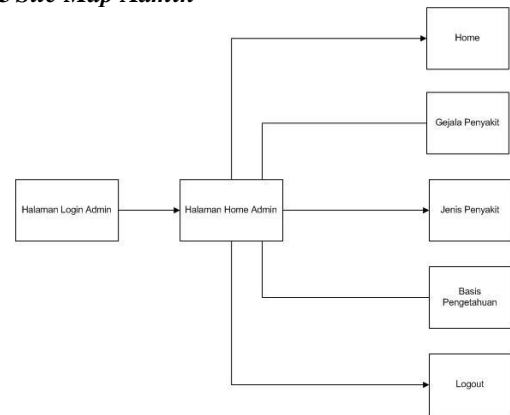 Site Map Admin
Home
Gejala Penyakit
Halaman Login Admin
Halaman Home Admin
Jenis Penyakit
Basis
Pengetahuan
Logout